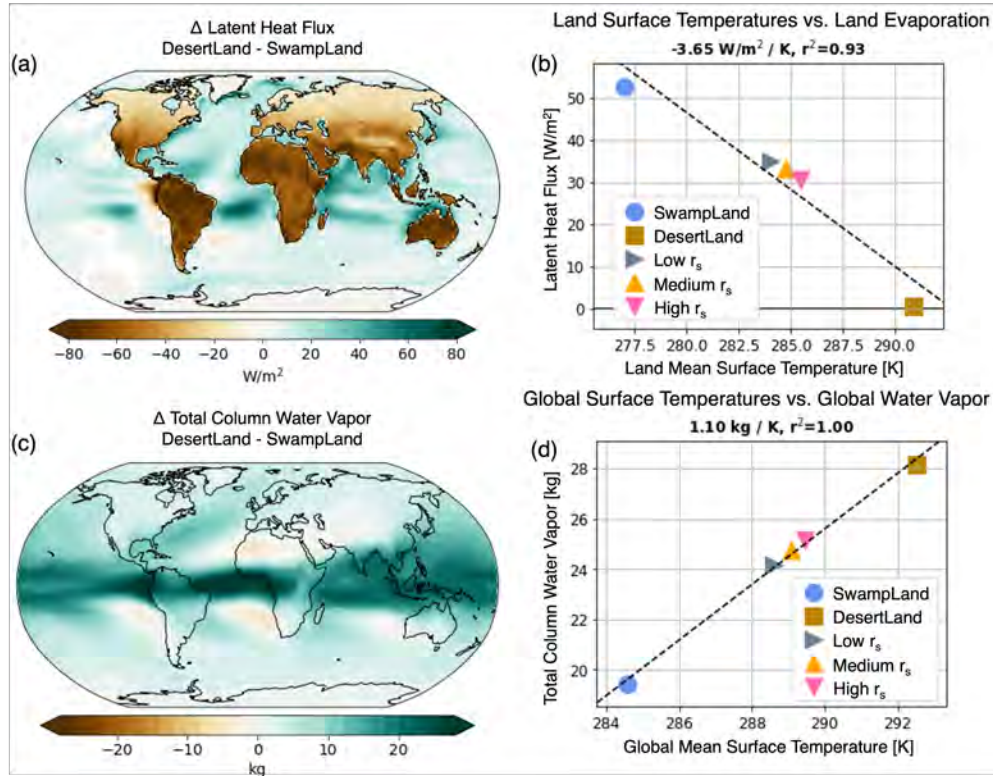 Δ Latent Heat Flux
DesertLand - SwampLand
(a)
−80 −60 −40 −20 0 20 40 60 80
W/m²
Land Surface Temperatures vs. Land Evaporation
-3.65 W/m² / K, r²=0.93
(b)
Latent Heat Flux [W/m²]
50
40
30
20
10
0
SwampLand
DesertLand
Low rₛ
Medium rₛ
High rₛ
277.5 280.0 282.5 285.0 287.5 290.0
Land Mean Surface Temperature [K]
Δ Total Column Water Vapor
DesertLand - SwampLand
(c)
−20 −10 0 10 20
kg
Global Surface Temperatures vs. Global Water Vapor
1.10 kg / K, r²=1.00
(d)
Total Column Water Vapor [kg]
28
26
24
22
20
SwampLand
DesertLand
Low rₛ
Medium rₛ
High rₛ
284 286 288 290 292
Global Mean Surface Temperature [K]